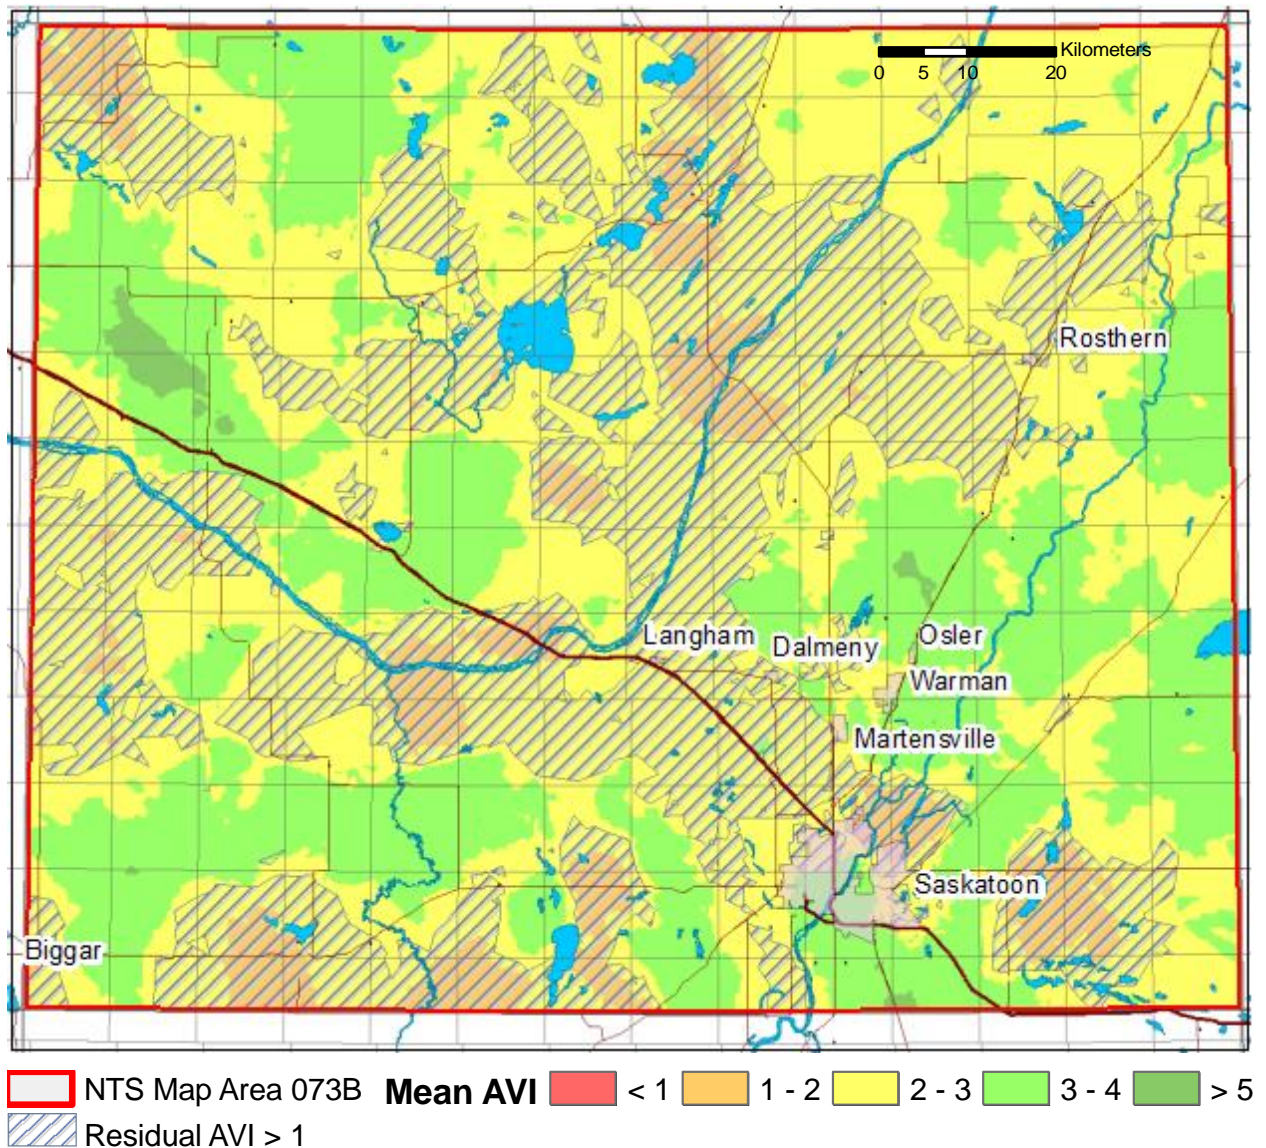 Kilometers
0 5 10 20
Rosthern
Langham
Dalmeny
Osler
Warman
Martensville
Saskatoon
Biggar
NTS Map Area 073B Mean AVI < 1 1 - 2 2 - 3 3 - 4 > 5
Residual AVI > 1